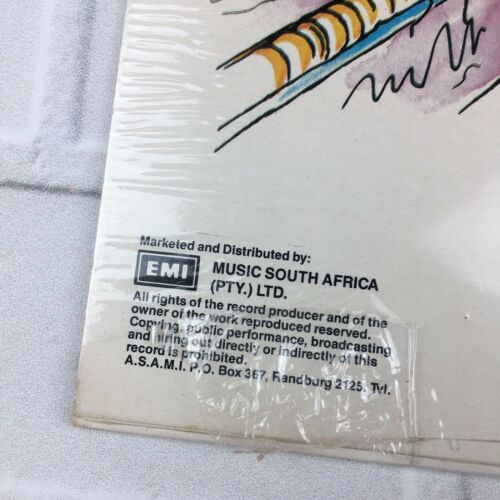 Marketed and Distributed by:
EMI MUSIC SOUTH AFRICA
(PTY.) LTD.
All rights of the record producer and of the
owner of the work reproduced reserved.
Copying, public performance, broadcasting
and hiring out directly or indirectly of this
record is prohibited.
A.S.A.M.I. P.O. Box 367, Randburg 2125, Tvl.